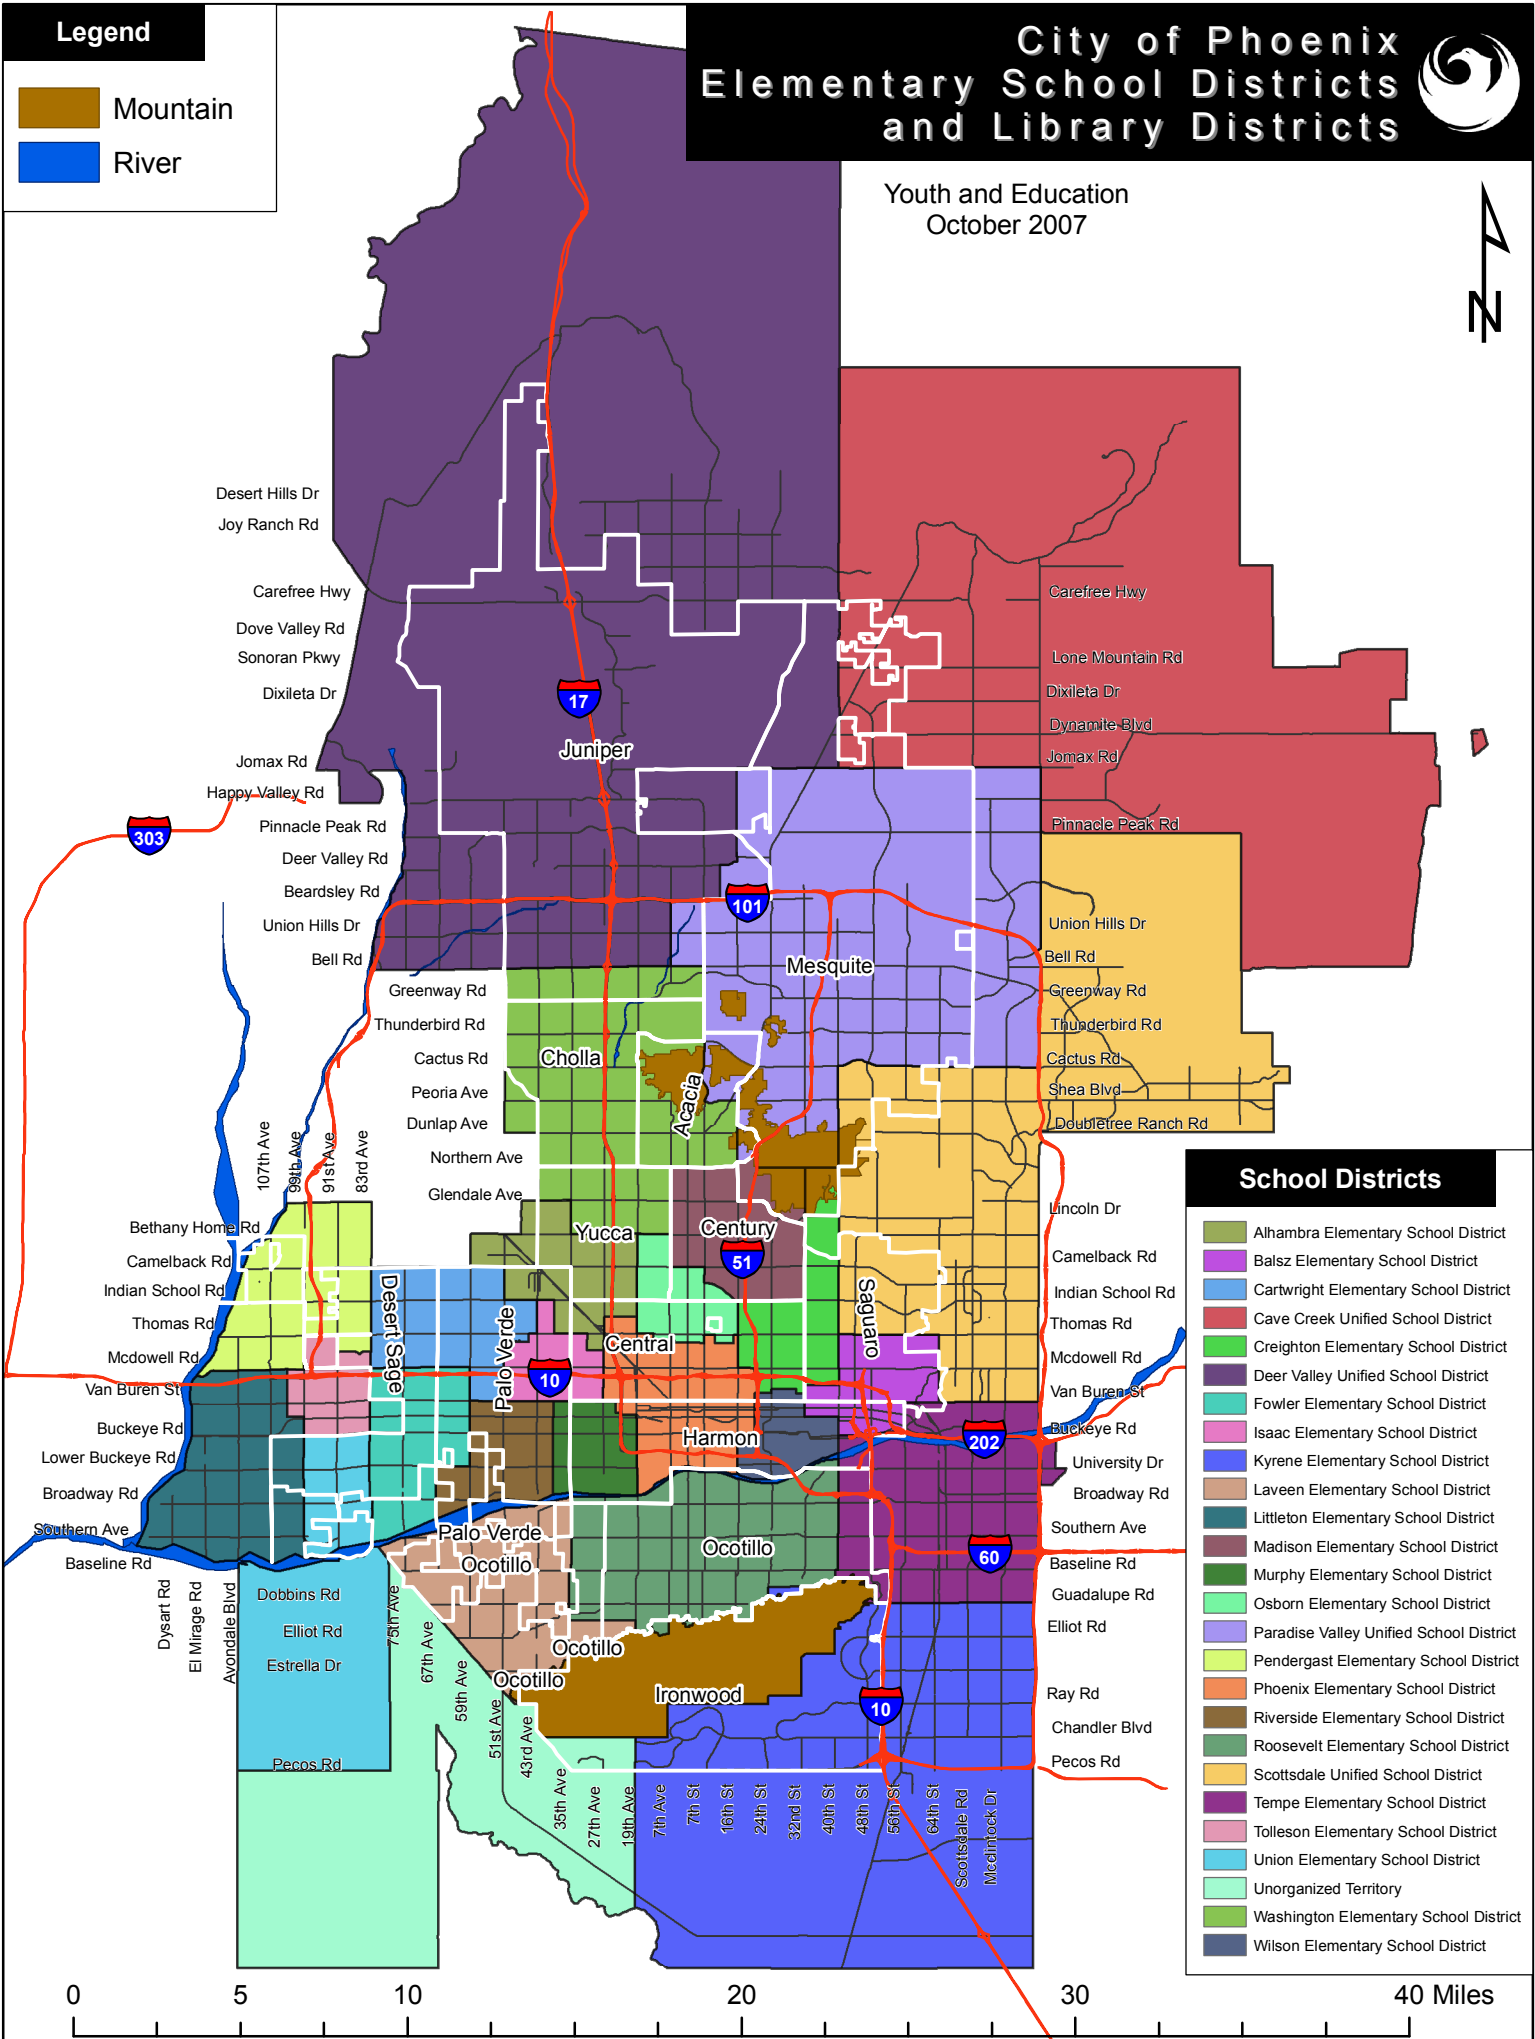 Legend
Mountain
River
City of Phoenix
Elementary School Districts
and Library Districts
Youth and Education
October 2007
N
Desert Hills Dr
Joy Ranch Rd
Carefree Hwy
Dove Valley Rd
Sonoran Pkwy
Dixileta Dr
Jomax Rd
Happy Valley Rd
Pinnacle Peak Rd
Deer Valley Rd
Beardsley Rd
Union Hills Dr
Bell Rd
Greenway Rd
Thunderbird Rd
Cactus Rd
Peoria Ave
Dunlap Ave
Northern Ave
Glendale Ave
Bethany Home Rd
Camelback Rd
Indian School Rd
Thomas Rd
Mcdowell Rd
Van Buren St
Buckeye Rd
Lower Buckeye Rd
Broadway Rd
Southern Ave
Baseline Rd
Dobbins Rd
Elliot Rd
Estrella Dr
Pecos Rd
107th Ave
99th Ave
91st Ave
83rd Ave
Dysart Rd
El Mirage Rd
Avondale Blvd
75th Ave
67th Ave
59th Ave
51st Ave
43rd Ave
35th Ave
27th Ave
19th Ave
7th Ave
7th St
16th St
24th St
32nd St
40th St
48th St
56th St
64th St
Scottsdale Rd
Mcclintock Dr
Carefree Hwy
Lone Mountain Rd
Dixileta Dr
Dynamite Blvd
Jomax Rd
Pinnacle Peak Rd
Union Hills Dr
Bell Rd
Greenway Rd
Thunderbird Rd
Cactus Rd
Shea Blvd
Doubletree Ranch Rd
Lincoln Dr
Camelback Rd
Indian School Rd
Thomas Rd
Mcdowell Rd
Van Buren St
Buckeye Rd
University Dr
Broadway Rd
Southern Ave
Baseline Rd
Guadalupe Rd
Elliot Rd
Ray Rd
Chandler Blvd
Pecos Rd
17
303
101
51
10
202
60
10
Juniper
Mesquite
Cholla
Acacia
Yucca
Century
Desert Sage
Palo Verde
Central
Saguaro
Harmon
Palo Verde
Ocotillo
Ocotillo
Ocotillo
Ocotillo
Ironwood
School Districts
Alhambra Elementary School District
Balsz Elementary School District
Cartwright Elementary School District
Cave Creek Unified School District
Creighton Elementary School District
Deer Valley Unified School District
Fowler Elementary School District
Isaac Elementary School District
Kyrene Elementary School District
Laveen Elementary School District
Littleton Elementary School District
Madison Elementary School District
Murphy Elementary School District
Osborn Elementary School District
Paradise Valley Unified School District
Pendergast Elementary School District
Phoenix Elementary School District
Riverside Elementary School District
Roosevelt Elementary School District
Scottsdale Unified School District
Tempe Elementary School District
Tolleson Elementary School District
Union Elementary School District
Unorganized Territory
Washington Elementary School District
Wilson Elementary School District
0 5 10 20 30 40 Miles